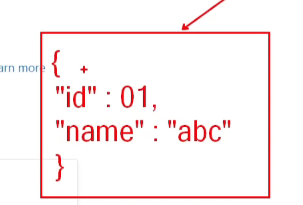 arn more {
"id" : 01,
"name" : "abc"
}